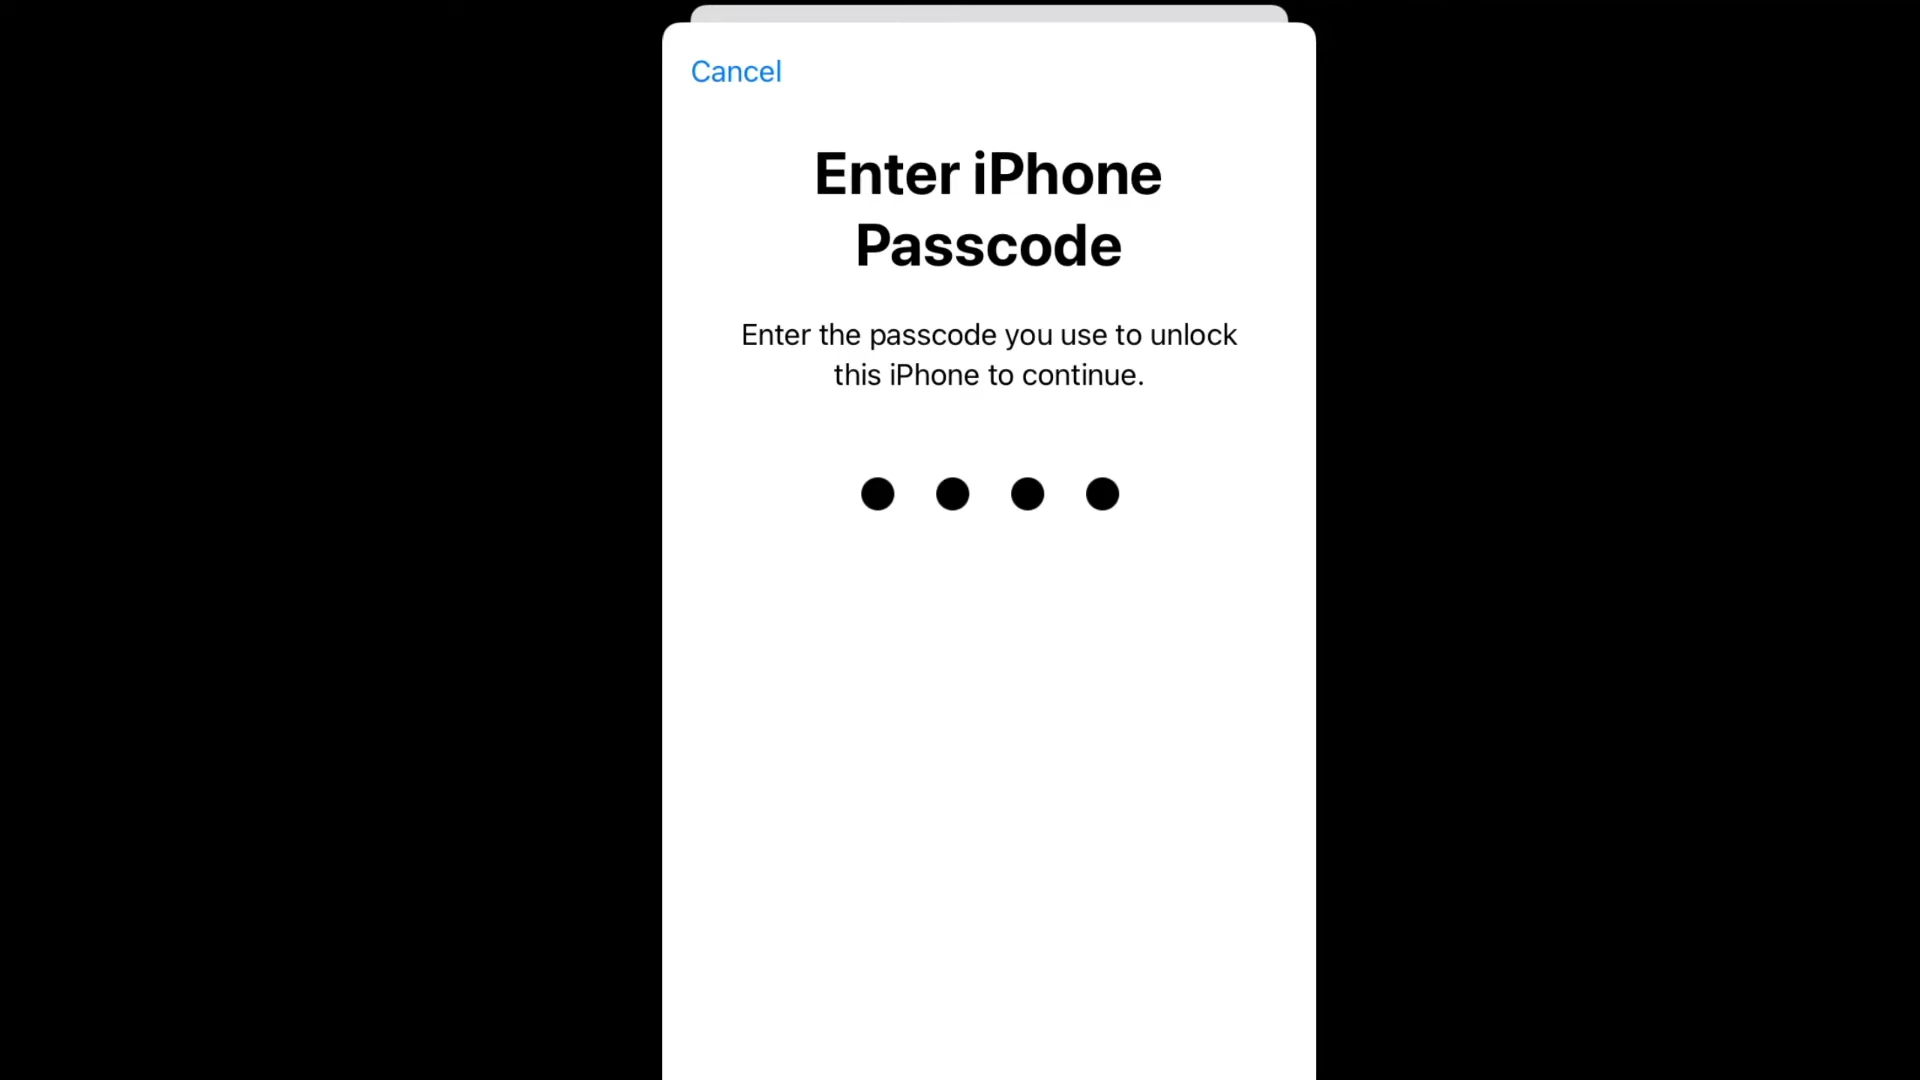 Cancel
Enter iPhone
Passcode
Enter the passcode you use to unlock
this iPhone to continue.